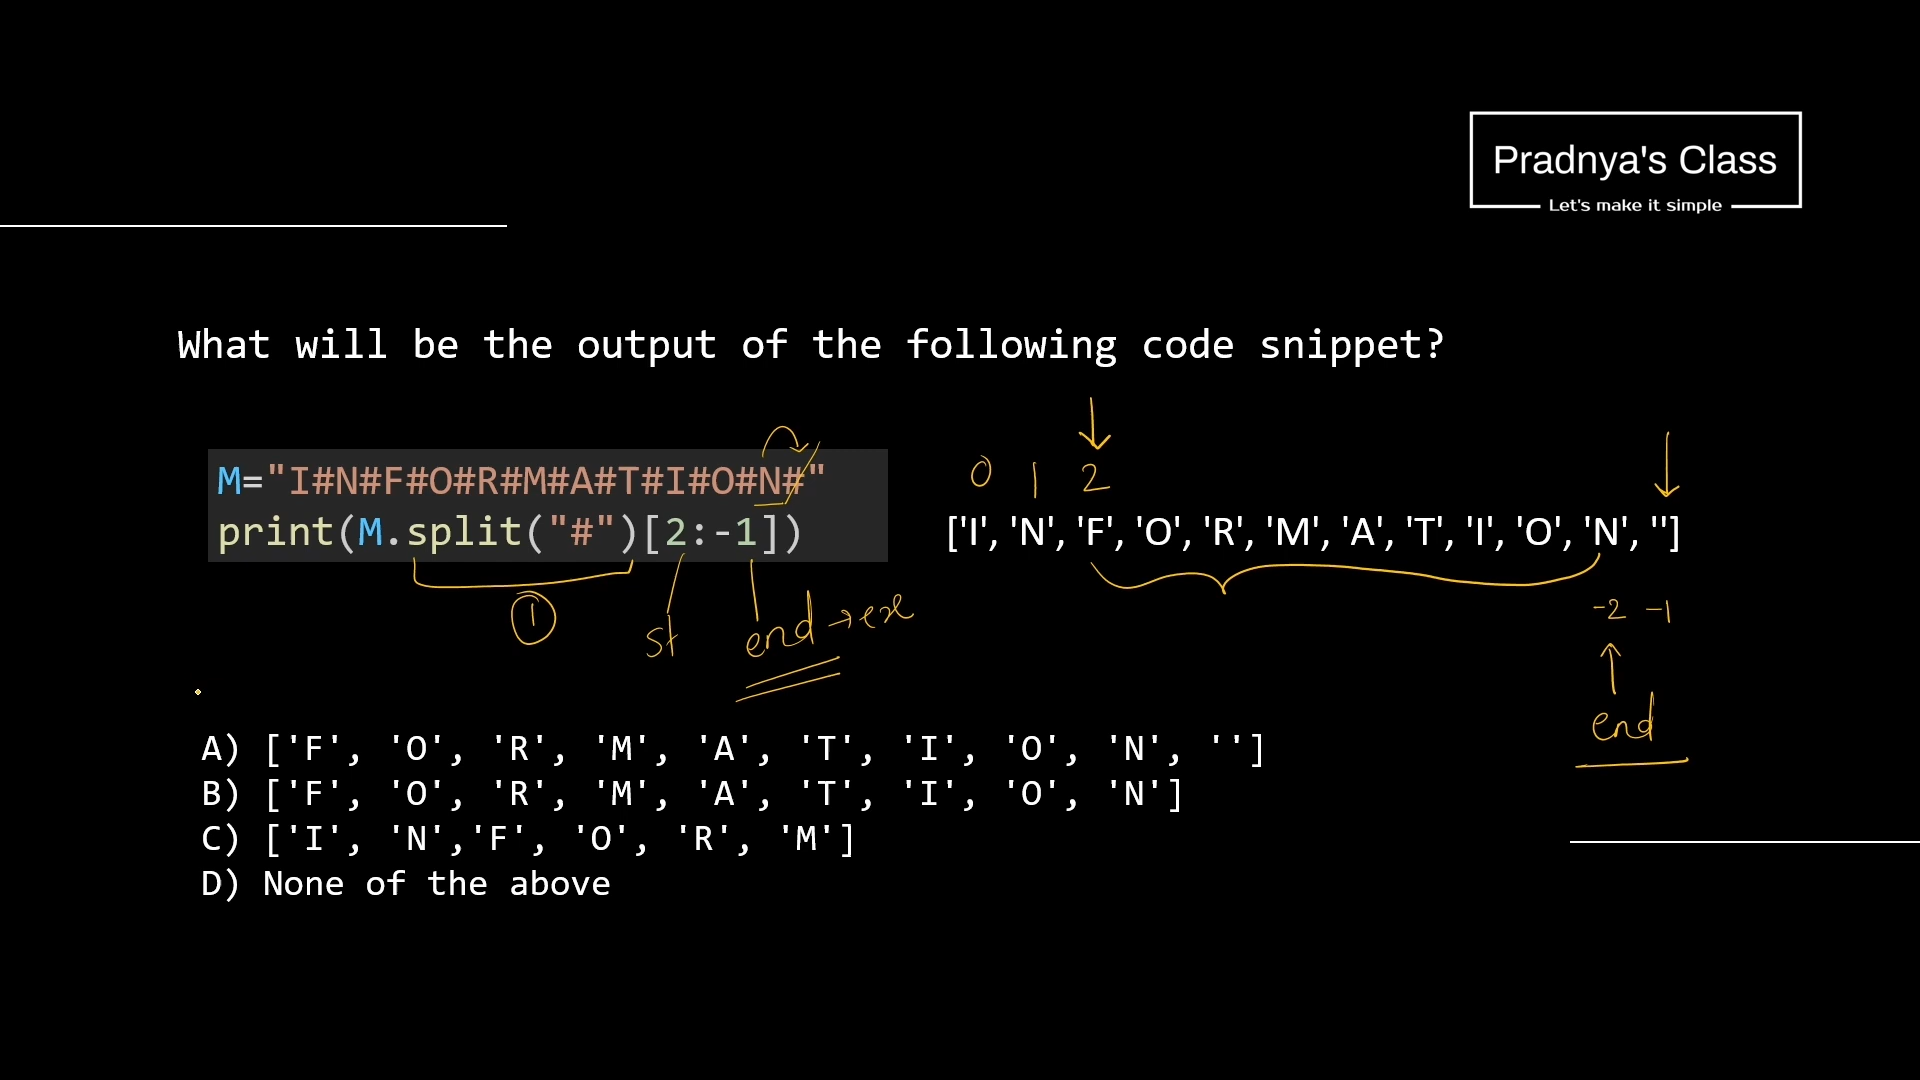 Pradnya's Class
Let's make it simple
What will be the output of the following code snippet?
M="I#N#F#O#R#M#A#T#I#O#N#"
print(M.split("#")[2:-1])
0 1 2
['I', 'N', 'F', 'O', 'R', 'M', 'A', 'T', 'I', 'O', 'N', '']
1
st
end → ex
-2 -1
end
A) ['F', 'O', 'R', 'M', 'A', 'T', 'I', 'O', 'N', '']
B) ['F', 'O', 'R', 'M', 'A', 'T', 'I', 'O', 'N']
C) ['I', 'N','F', 'O', 'R', 'M']
D) None of the above